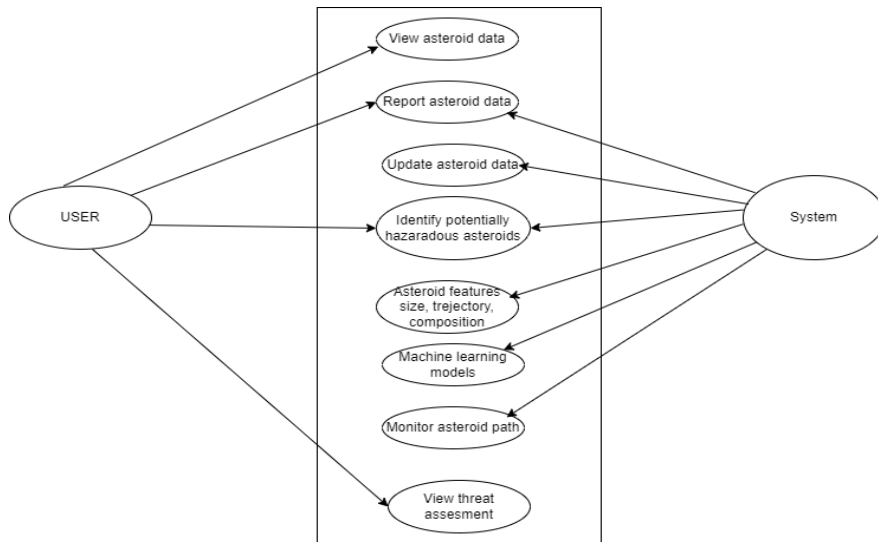 View asteroid data
Report asteroid data
Update asteroid data
USER
Identify potentially
hazaradous asteroids
System
Asteroid features
size, trejectory,
composition
Machine learning
models
Monitor asteroid path
View threat
assesment